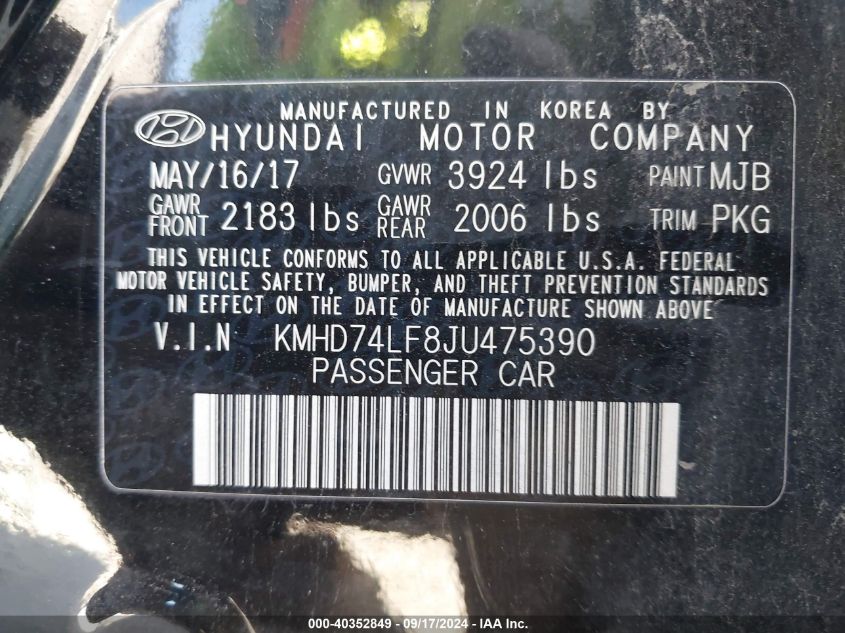 MANUFACTURED IN KOREA BY
HYUNDAI MOTOR COMPANY
MAY/16/17 GVWR 3924 lbs PAINT MJB
GAWR FRONT 2183 lbs GAWR REAR 2006 lbs TRIM PKG
THIS VEHICLE CONFORMS TO ALL APPLICABLE U.S.A. FEDERAL
MOTOR VEHICLE SAFETY, BUMPER, AND THEFT PREVENTION STANDARDS
IN EFFECT ON THE DATE OF MANUFACTURE SHOWN ABOVE
V.I.N KMHD74LF8JU475390
PASSENGER CAR
000-40352849 - 09/17/2024 - IAAI.com